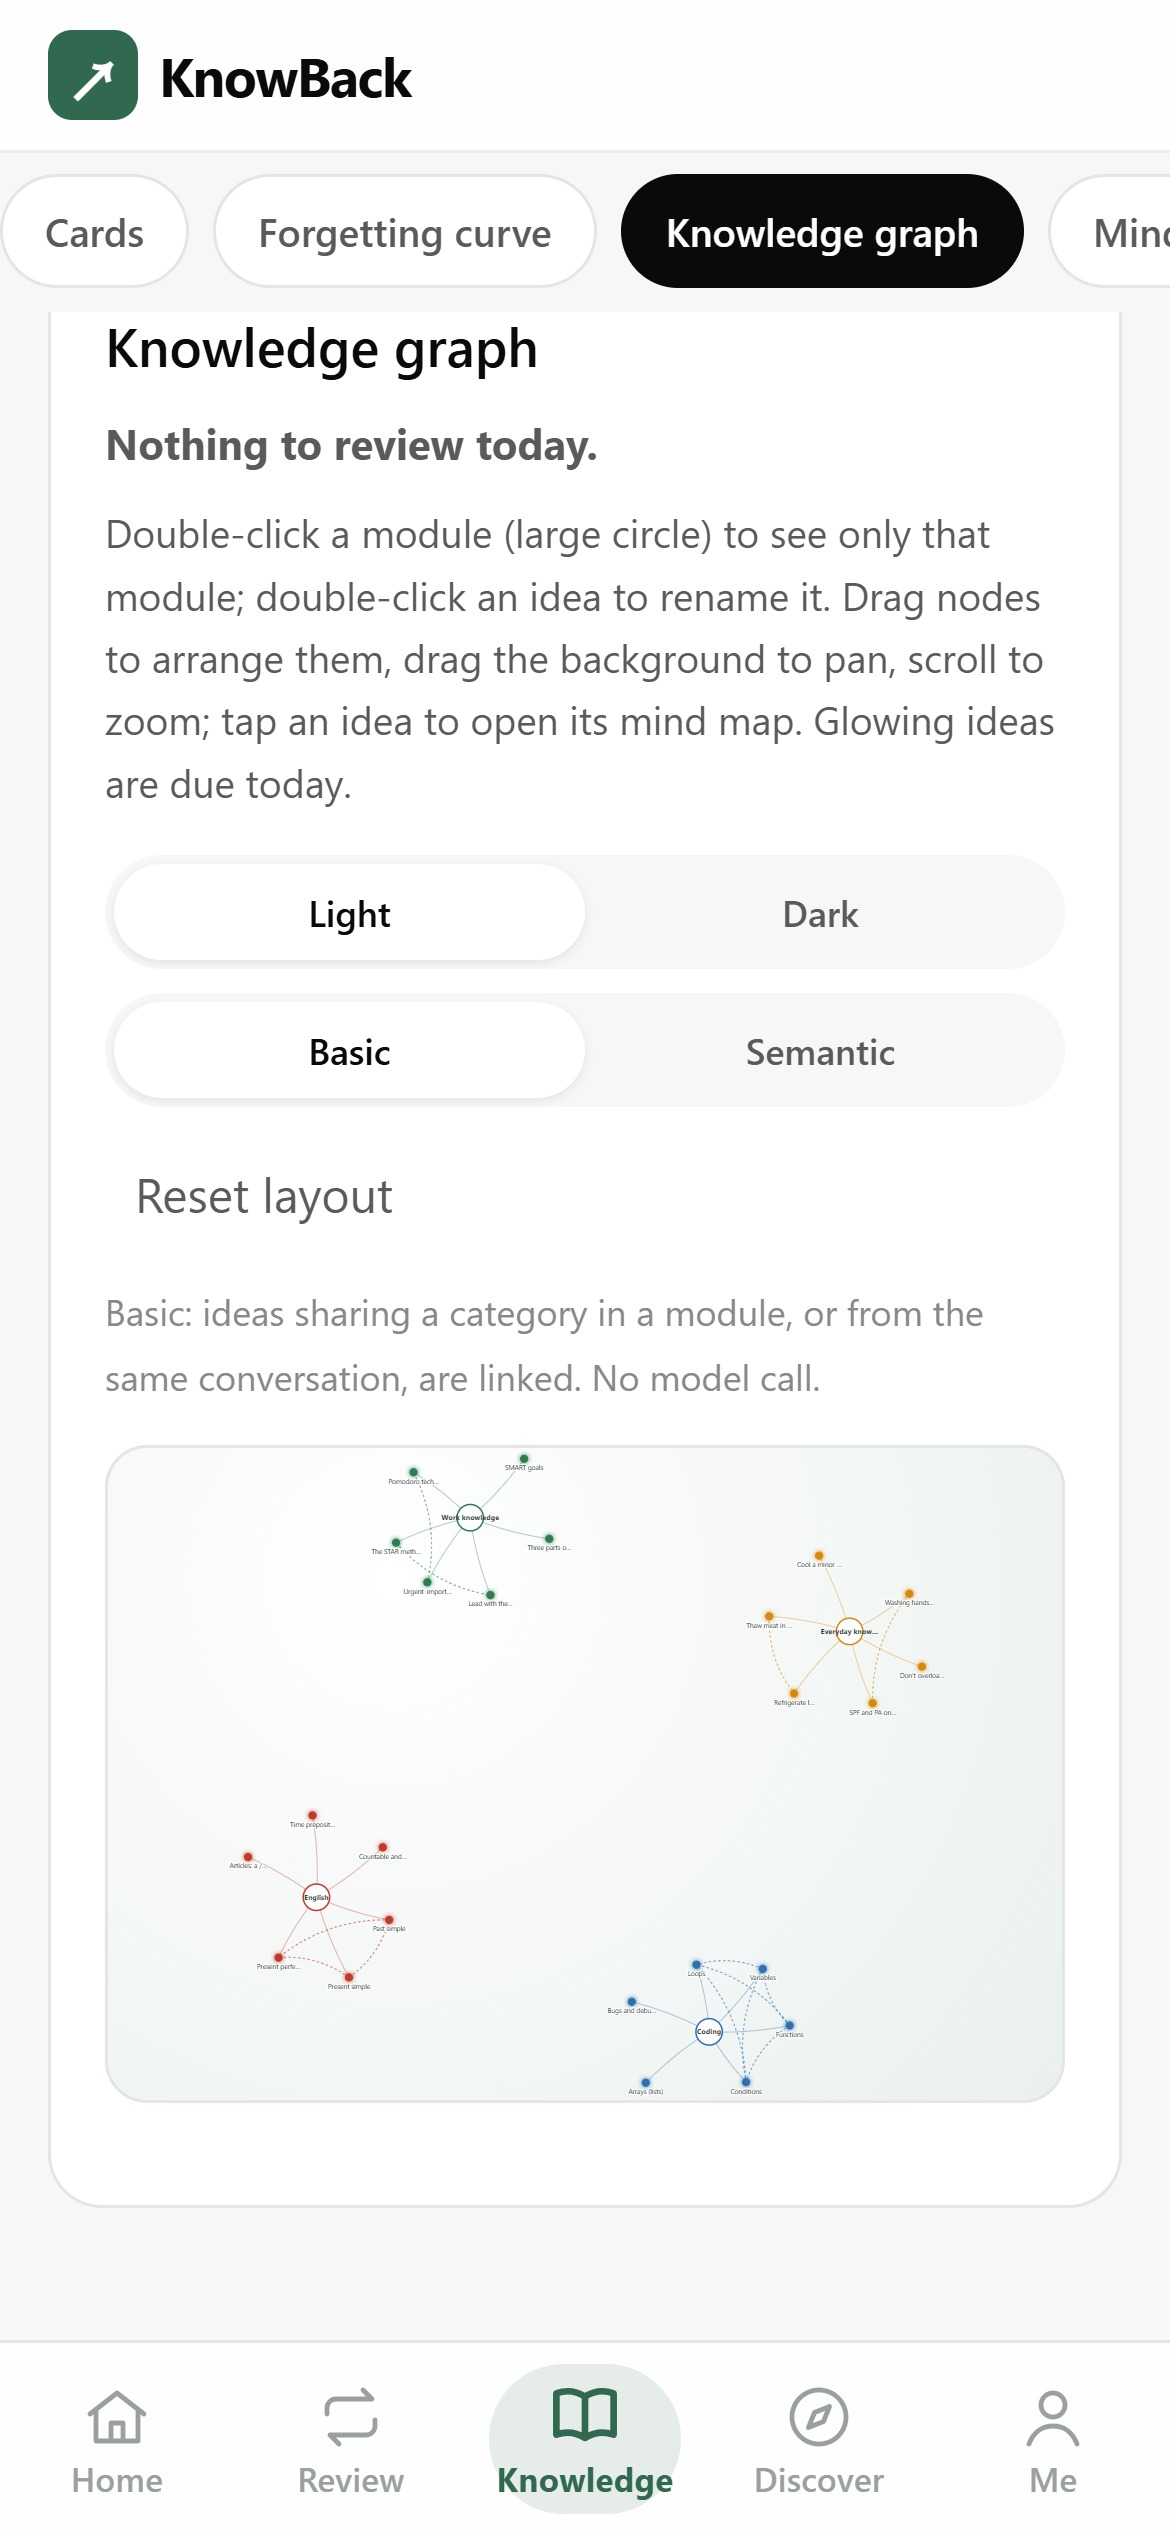 KnowBack
Cards
Forgetting curve
Knowledge graph
Minc
Knowledge graph
Nothing to review today.
Double-click a module (large circle) to see only that
module; double-click an idea to rename it. Drag nodes
to arrange them, drag the background to pan, scroll to
zoom; tap an idea to open its mind map. Glowing ideas
are due today.
Light
Dark
Basic
Semantic
Reset layout
Basic: ideas sharing a category in a module, or from the
same conversation, are linked. No model call.
SMART goals
Pomodoro tech...
Work knowledge
Three parts o...
The STAR meth...
Urgent-import...
Lead with the...
Cool a minor ...
Washing hands...
Thaw meat in ...
Everyday know...
Don't overloa...
Refrigerate l...
SPF and PA on...
Time preposit...
Countable and...
Articles: a /...
English
Past simple
Present perfe...
Present simple
Loops
Variables
Bugs and debu...
Coding
Functions
Arrays (lists)
Conditions
Home
Review
Knowledge
Discover
Me